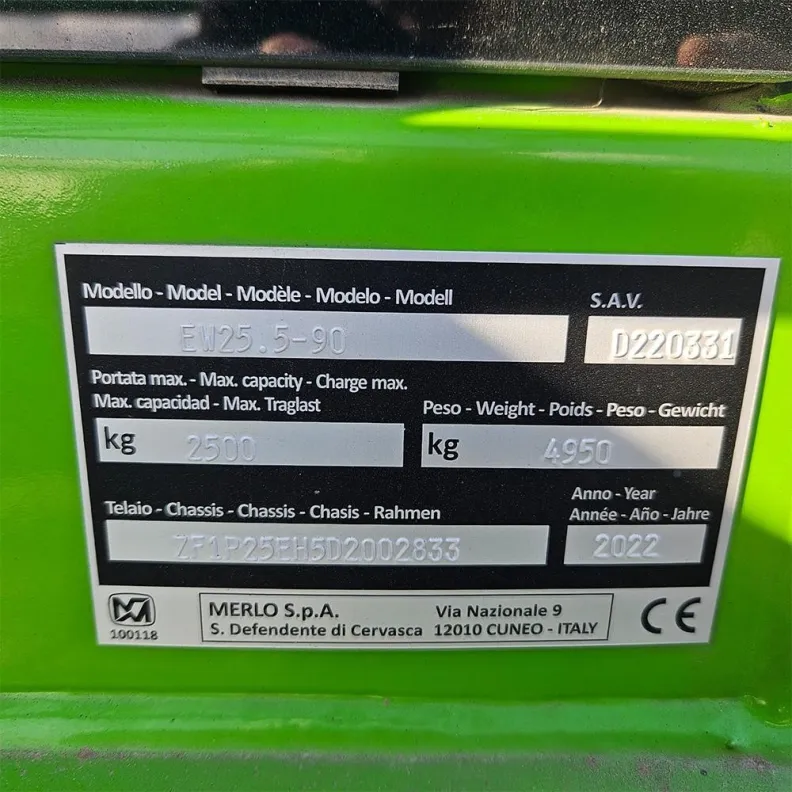 Modello - Model - Modèle - Modelo - Modell
S.A.V.
EW25.5-90
D220331
Portata max. - Max. capacity - Charge max.
Max. capacidad - Max. Traglast
Peso - Weight - Poids - Peso - Gewicht
kg 2500
kg 4950
Telaio - Chassis - Chassis - Chasis - Rahmen
Anno - Year
Année - Año - Jahre
ZF1P25EH5D2002833
2022
100118
MERLO S.p.A. Via Nazionale 9
S. Defendente di Cervasca 12010 CUNEO - ITALY
CE